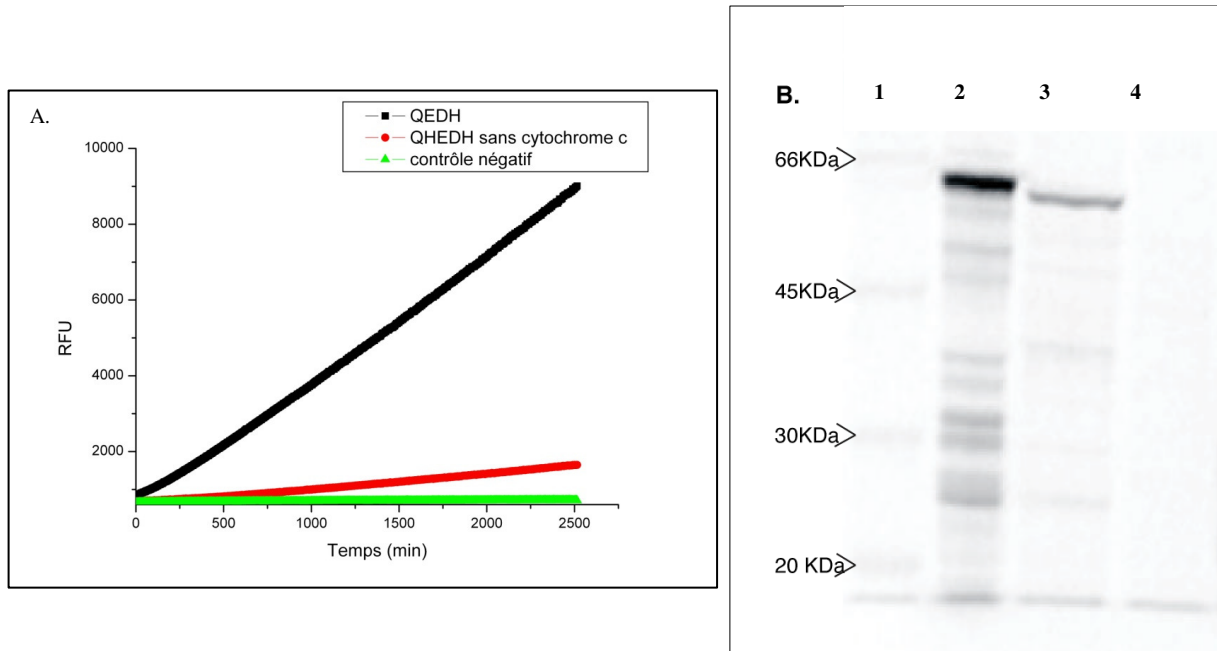 A.
QEDH
QHEDH sans cytochrome c
contrôle négatif
10000
8000
6000
4000
2000
RFU
0 500 1000 1500 2000 2500
Temps (min)
B. 1 2 3 4
66KDa
45KDa
30KDa
20 KDa